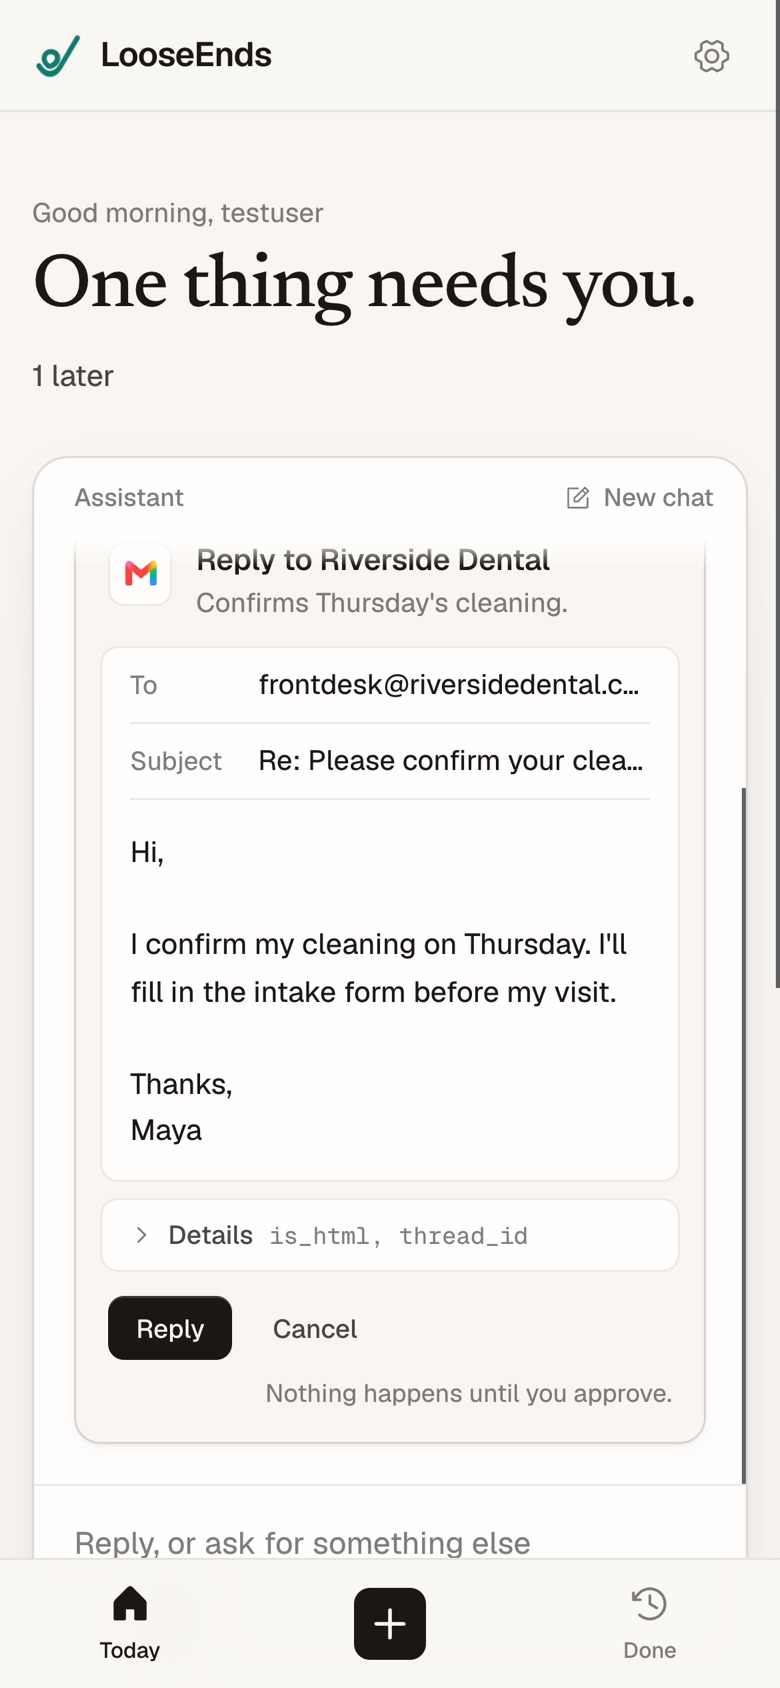 LooseEnds
Good morning, testuser
One thing needs you.
1 later
Assistant
New chat
Reply to Riverside Dental
Confirms Thursday's cleaning.
To frontdesk@riversidedental.c...
Subject Re: Please confirm your clea...
Hi,
I confirm my cleaning on Thursday. I'll
fill in the intake form before my visit.
Thanks,
Maya
Details is_html, thread_id
Reply
Cancel
Nothing happens until you approve.
Reply, or ask for something else
Today
Done